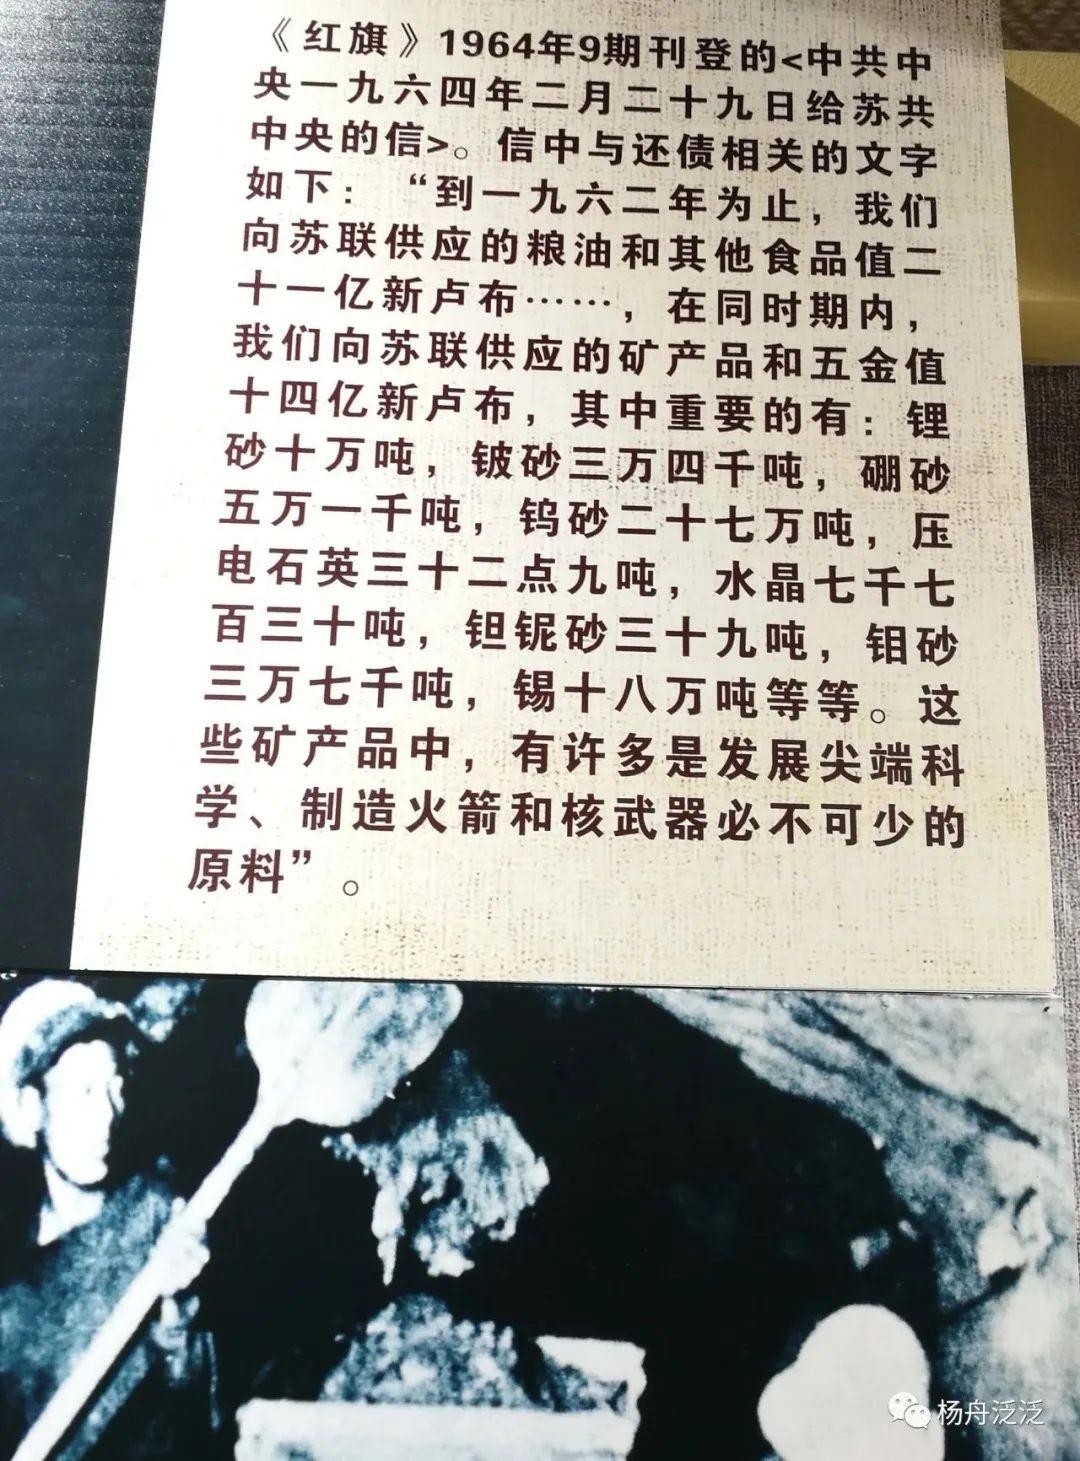 《红旗》1964年9期刊登的<中共中
央一九六四年二月二十九日给苏共
中央的信>。信中与还债相关的文字
如下：“到一九六二年为止，我们
向苏联供应的粮油和其他食品值二
十一亿新卢布……，在同时期内，
我们向苏联供应的矿产品和五金值
十四亿新卢布，其中重要的有：锂
砂十万吨，铍砂三万四千吨，硼砂
五万一千吨，钨砂二十七万吨，压
电石英三十二点九吨，水晶七千七
百三十吨，钽铌砂三十九吨，钼砂
三万七千吨，锡十八万吨等等。这
些矿产品中，有许多是发展尖端科
学、制造火箭和核武器必不可少的
原料”。
杨舟泛泛